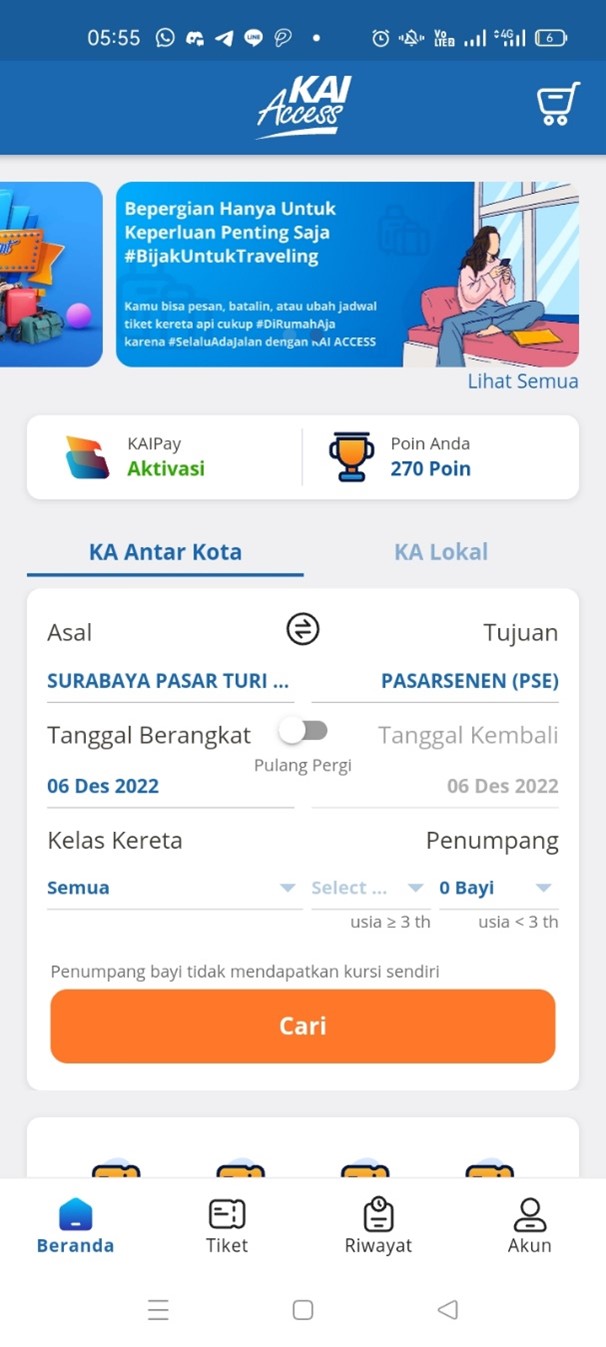 05:55
Vo
LTEB
4G
6
KAI
Access
Bepergian Hanya Untuk
Keperluan Penting Saja
#BijakUntukTraveling
Kamu bisa pesan, batalin, atau ubah jadwal
tiket kereta api cukup #DiRumahAja
karena #SelaluAdaJalan dengan KAI ACCESS
Lihat Semua
KAIPay
Aktivasi
Poin Anda
270 Poin
KA Antar Kota
KA Lokal
Asal
Tujuan
SURABAYA PASAR TURI ...
PASARSENEN (PSE)
Tanggal Berangkat
Tanggal Kembali
Pulang Pergi
06 Des 2022
06 Des 2022
Kelas Kereta
Penumpang
Semua
Select ...
0 Bayi
usia ≥ 3 th
usia < 3 th
Penumpang bayi tidak mendapatkan kursi sendiri
Cari
Beranda
Tiket
Riwayat
Akun